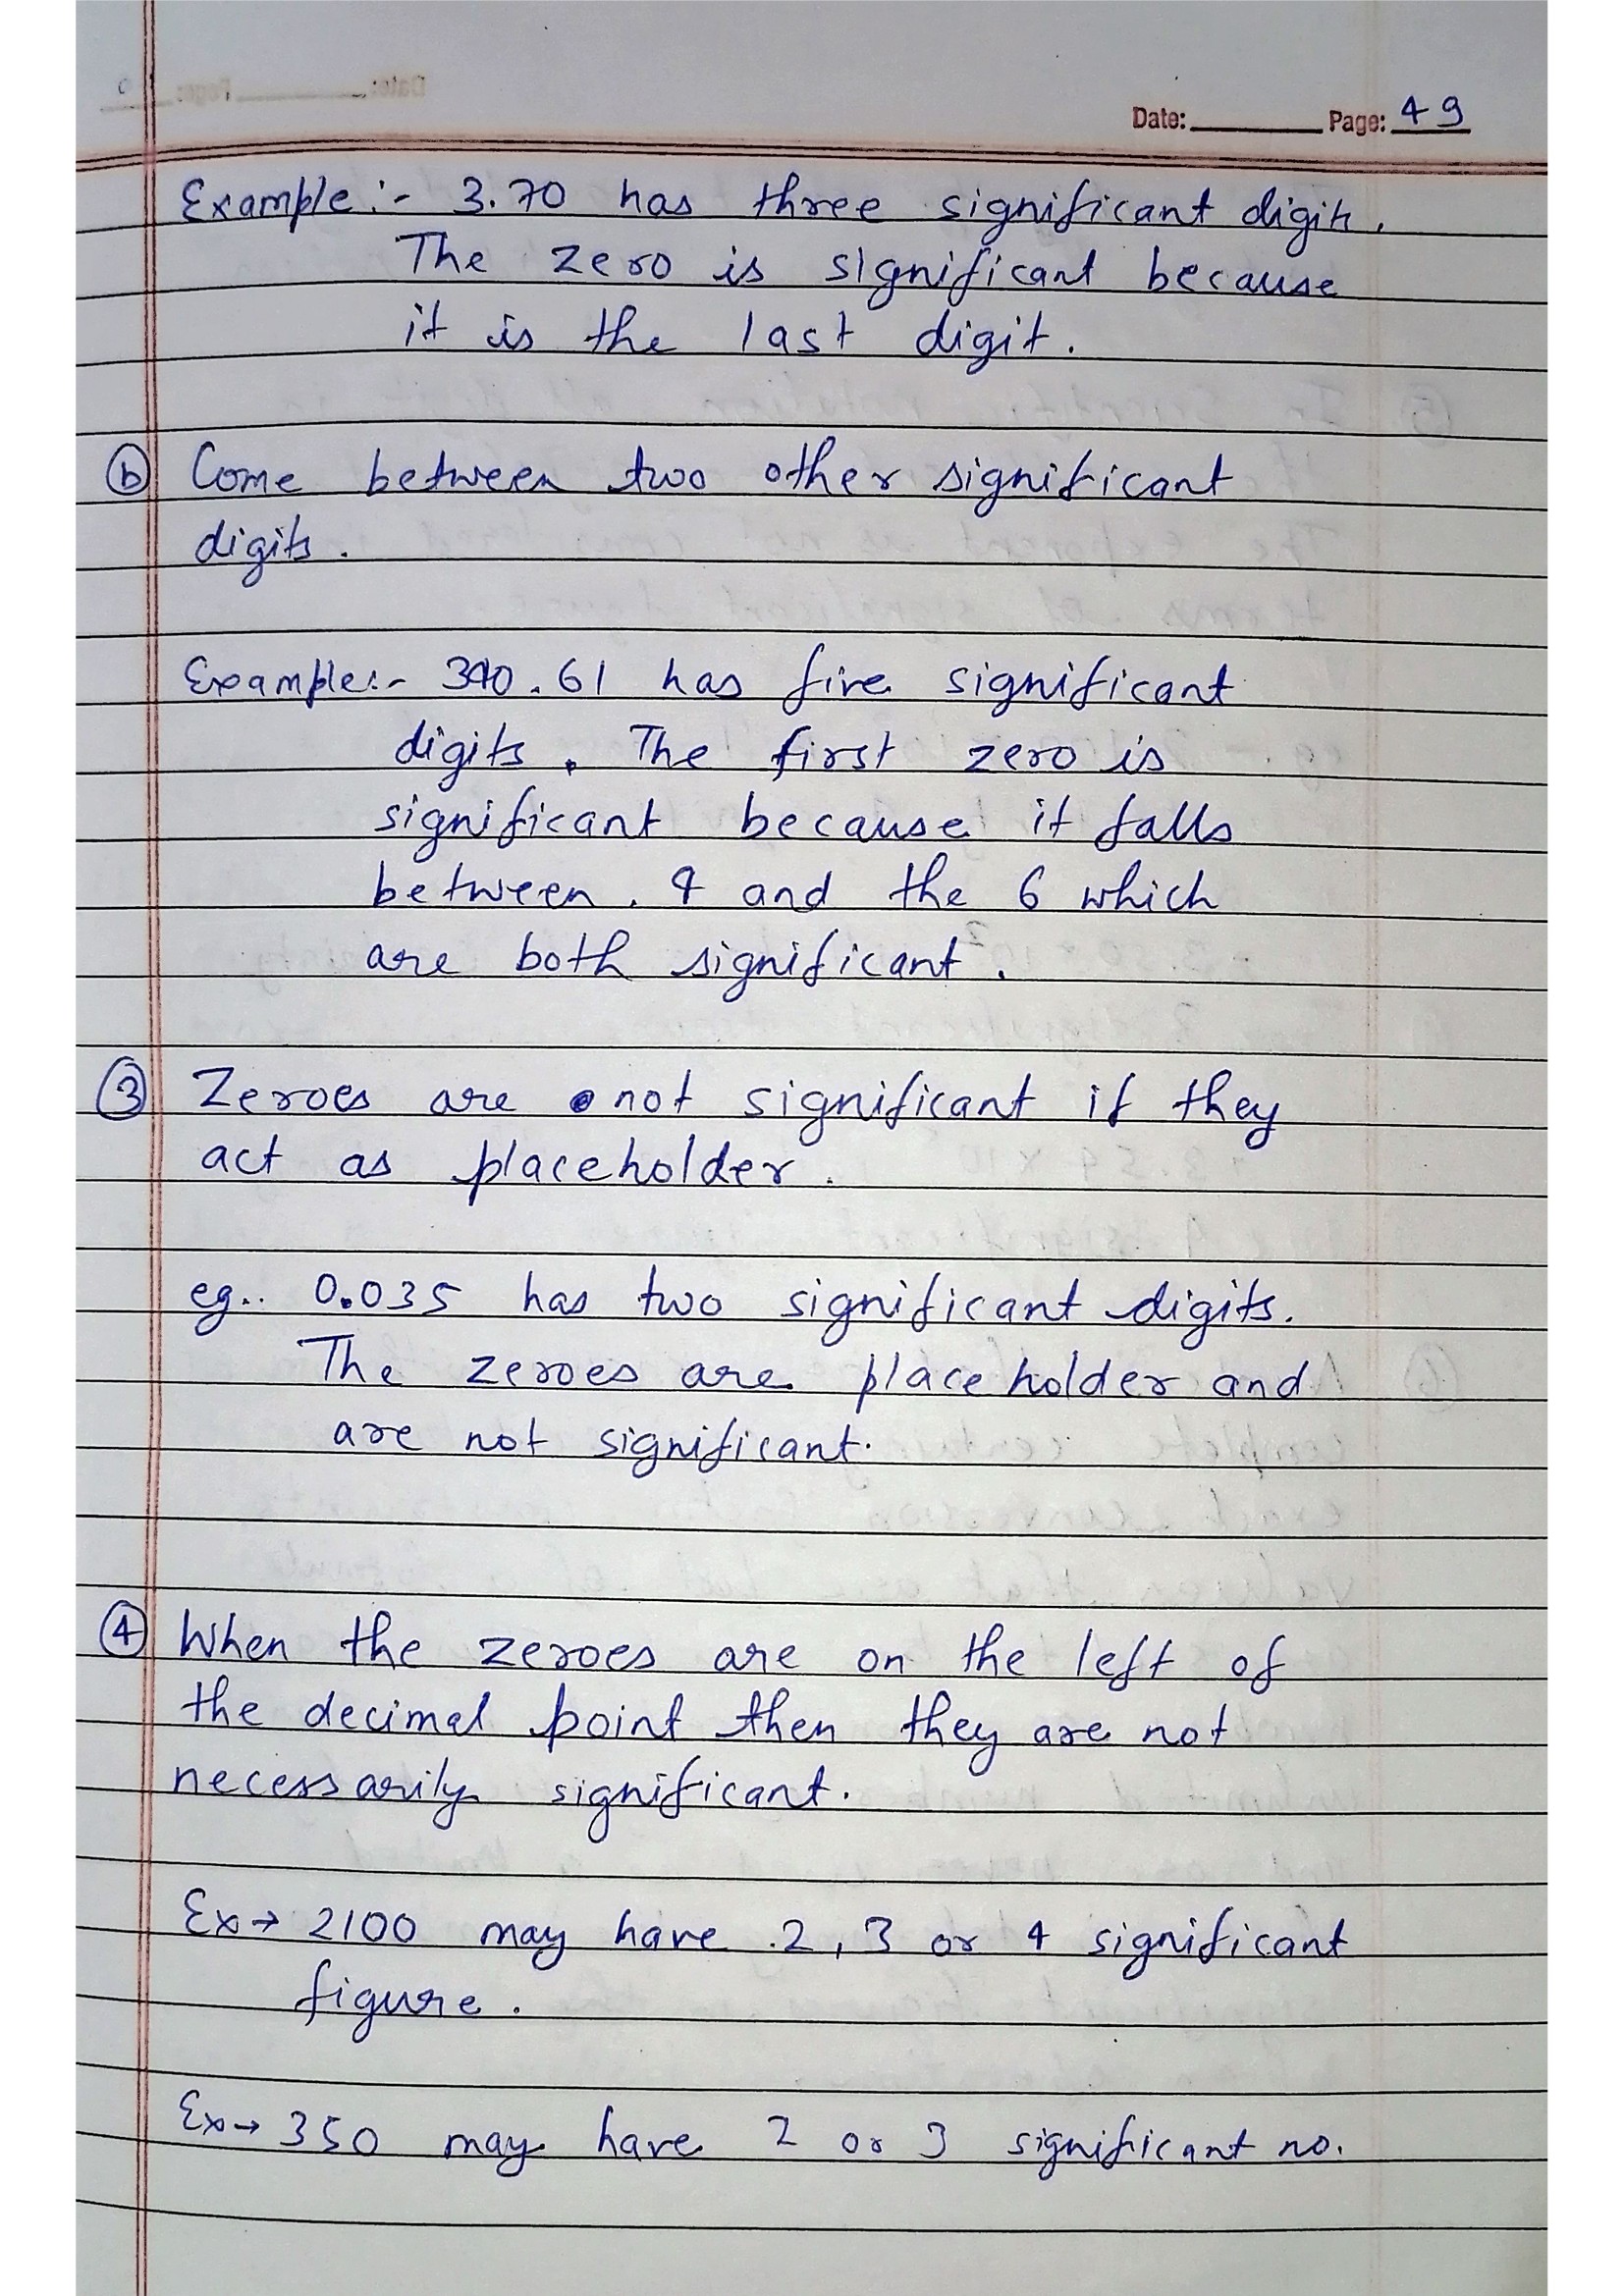 Date: Page: 49
Example:- 3.70 has three significant digits.
The zero is significant because
it is the last digit.
(b) Come between two other significant
digits.
Example:- 340.61 has five significant
digits. The first zero is
significant because it falls
between 4 and the 6 which
are both significant.
(3) Zeroes are not significant if they
act as placeholder.
eg.. 0.035 has two significant digits.
The zeroes are placeholder and
are not significant.
(4) When the zeroes are on the left of
the decimal point then they are not
necessarily significant.
Ex→ 2100 may have 2, 3 or 4 significant
figure.
Ex→ 350 may have 2 or 3 significant no.